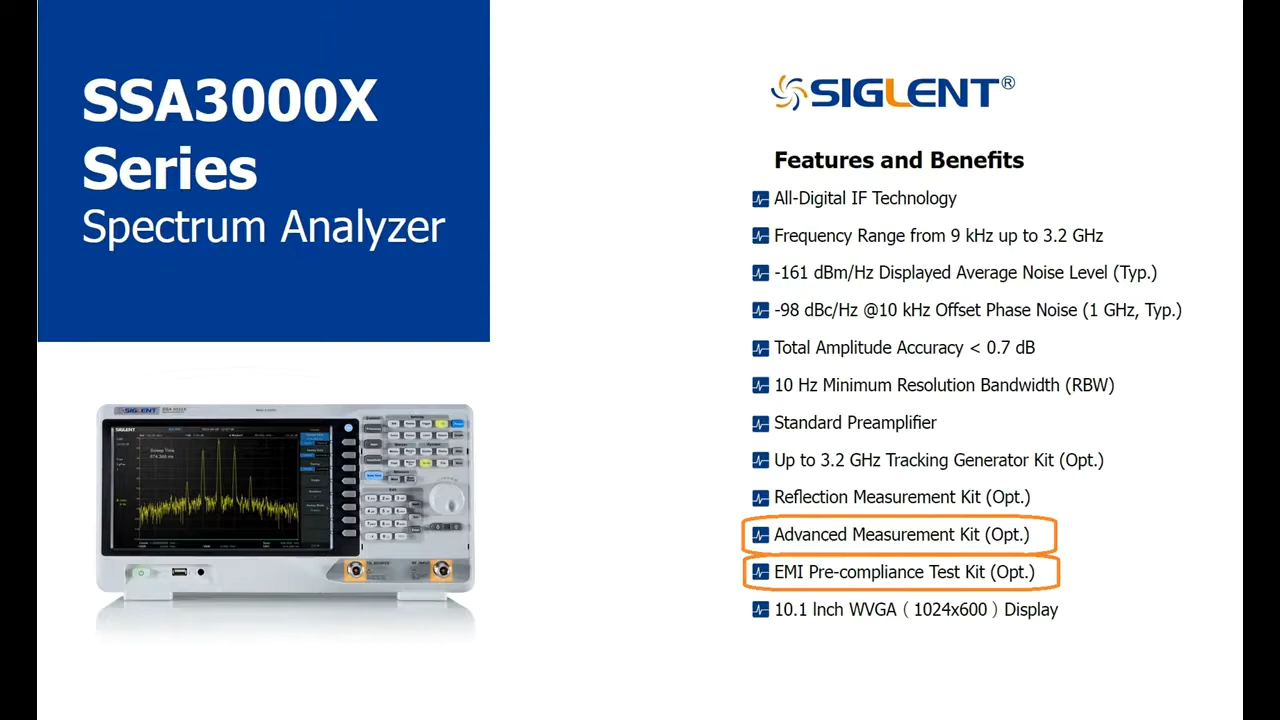 SSA3000X
Series
Spectrum Analyzer
SIGLENT®
Features and Benefits
All-Digital IF Technology
Frequency Range from 9 kHz up to 3.2 GHz
-161 dBm/Hz Displayed Average Noise Level (Typ.)
-98 dBc/Hz @10 kHz Offset Phase Noise (1 GHz, Typ.)
Total Amplitude Accuracy < 0.7 dB
10 Hz Minimum Resolution Bandwidth (RBW)
Standard Preamplifier
Up to 3.2 GHz Tracking Generator Kit (Opt.)
Reflection Measurement Kit (Opt.)
Advanced Measurement Kit (Opt.)
EMI Pre-compliance Test Kit (Opt.)
10.1 Inch WVGA（1024x600）Display
SIGLENT
SIGLENT
Sweep Time